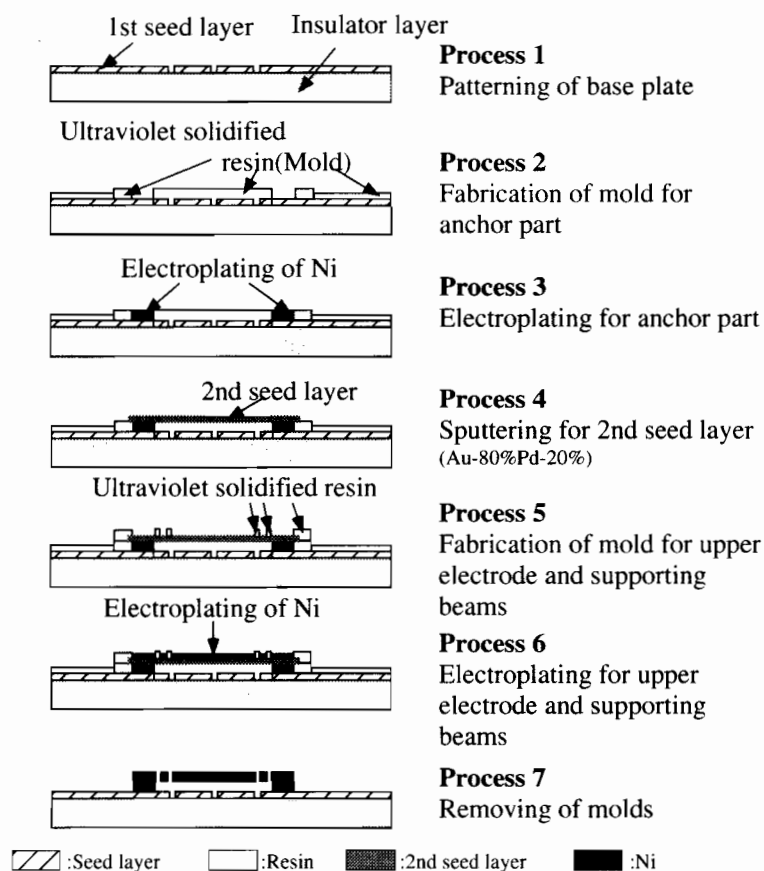 1st seed layer
Insulator layer
Process 1
Patterning of base plate
Ultraviolet solidified
resin(Mold)
Process 2
Fabrication of mold for
anchor part
Electroplating of Ni
Process 3
Electroplating for anchor part
2nd seed layer
Process 4
Sputtering for 2nd seed layer
(Au-80%Pd-20%)
Ultraviolet solidified resin
Process 5
Fabrication of mold for upper
electrode and supporting
beams
Electroplating of Ni
Process 6
Electroplating for upper
electrode and supporting
beams
Process 7
Removing of molds
:Seed layer :Resin :2nd seed layer :Ni